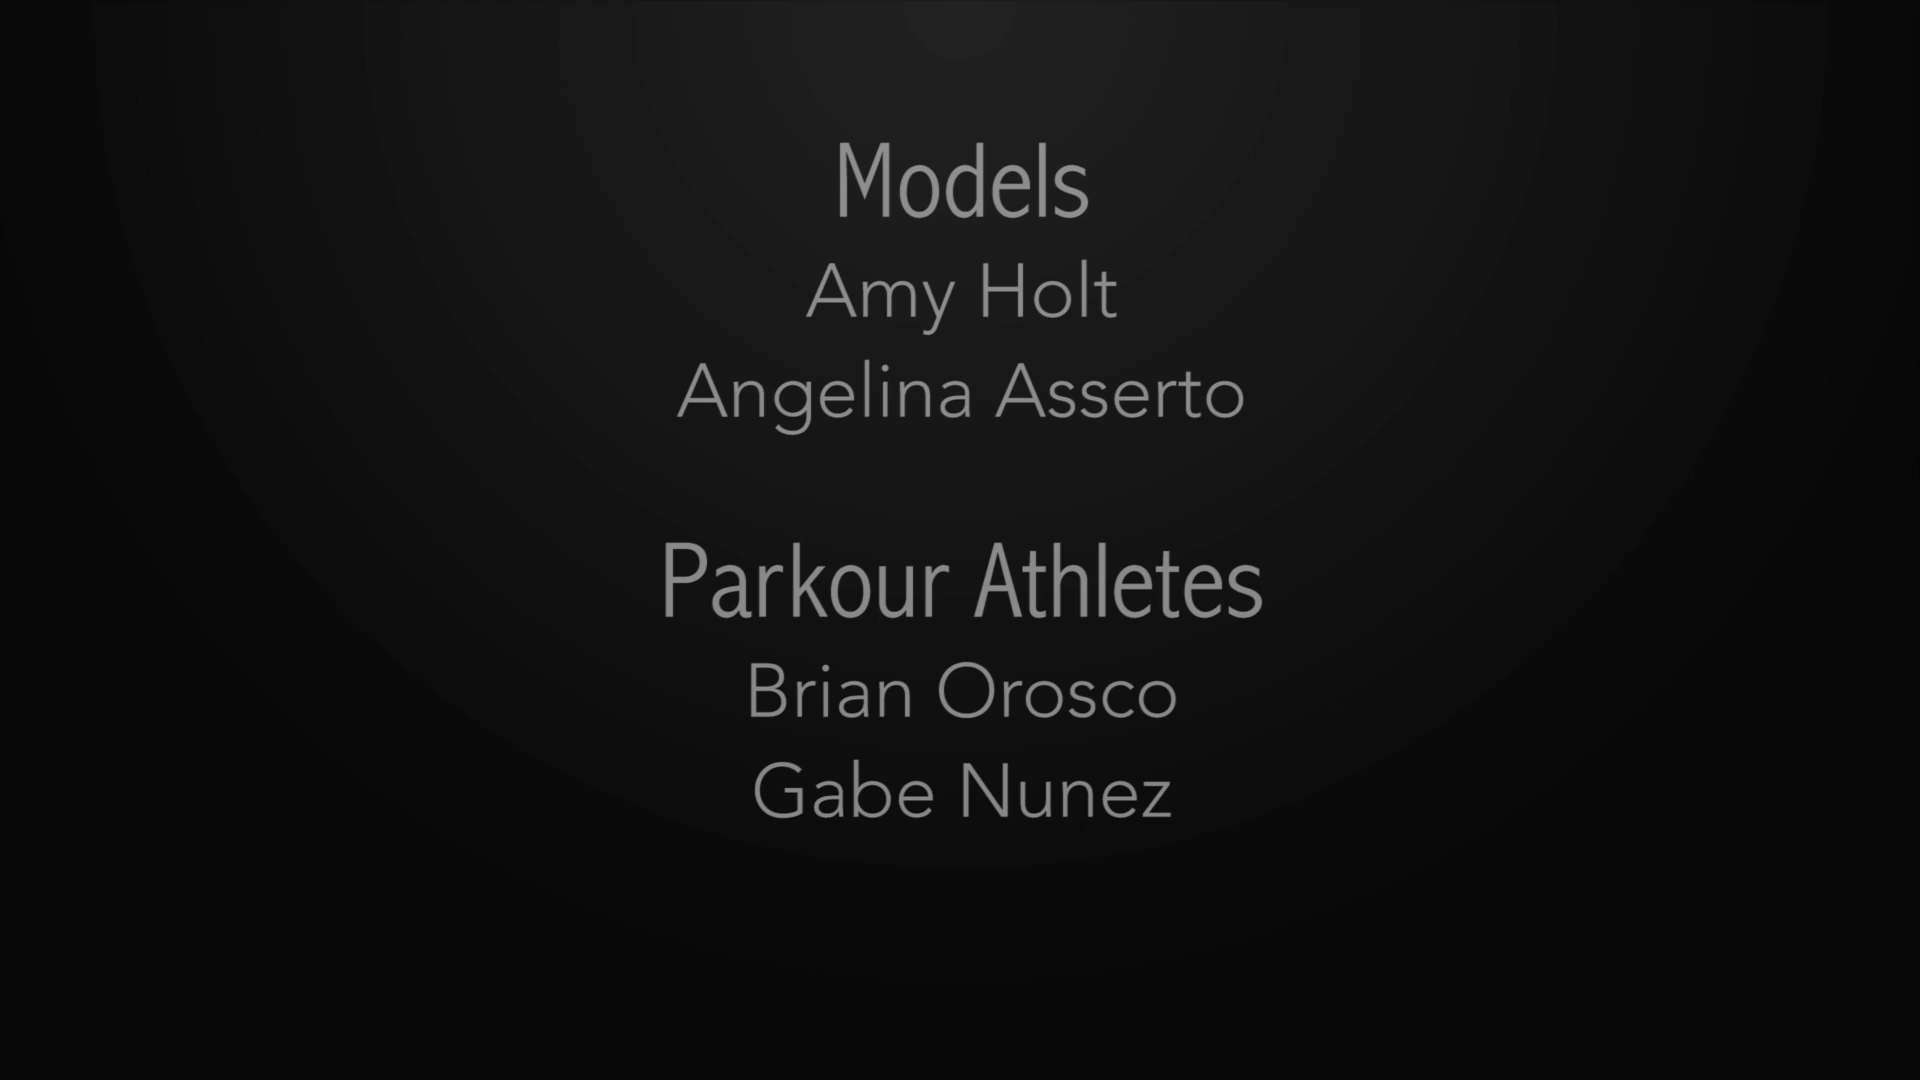 Models
Amy Holt
Angelina Asserto
Parkour Athletes
Brian Orosco
Gabe Nunez